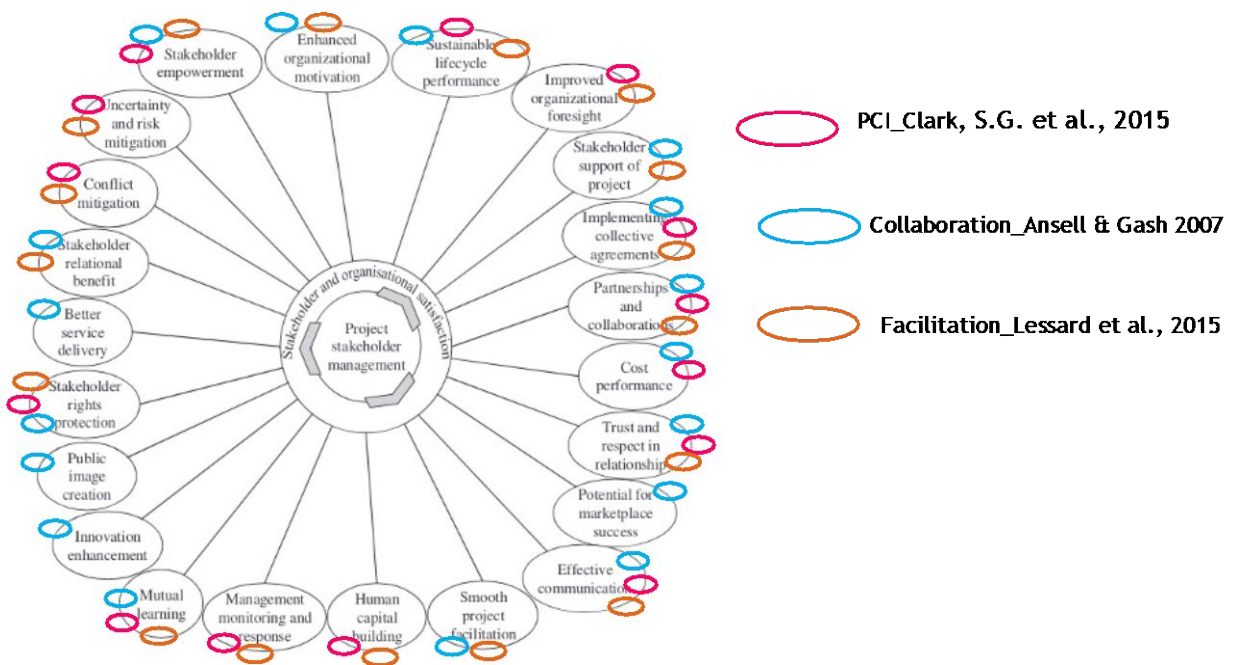 Stakeholder
empowerment
Enhanced
organizational
motivation
Sustainable
lifecycle
performance
Improved
organizational
foresight
Stakeholder
support of
project
Implementing
collective
agreements
Partnerships
and
collaborations
Cost
performance
Trust and
respect in
relationship
Potential for
marketplace
success
Effective
communication
Smooth
project
facilitation
Human
capital
building
Management
monitoring and
response
Mutual
learning
Innovation
enhancement
Public
image
creation
Stakeholder
rights
protection
Better
service
delivery
Stakeholder
relational
benefit
Conflict
mitigation
Uncertainty
and risk
mitigation
Stakeholder and organisational satisfaction
Project
stakeholder
management
PCI_Clark, S.G. et al., 2015
Collaboration_Ansell & Gash 2007
Facilitation_Lessard et al., 2015